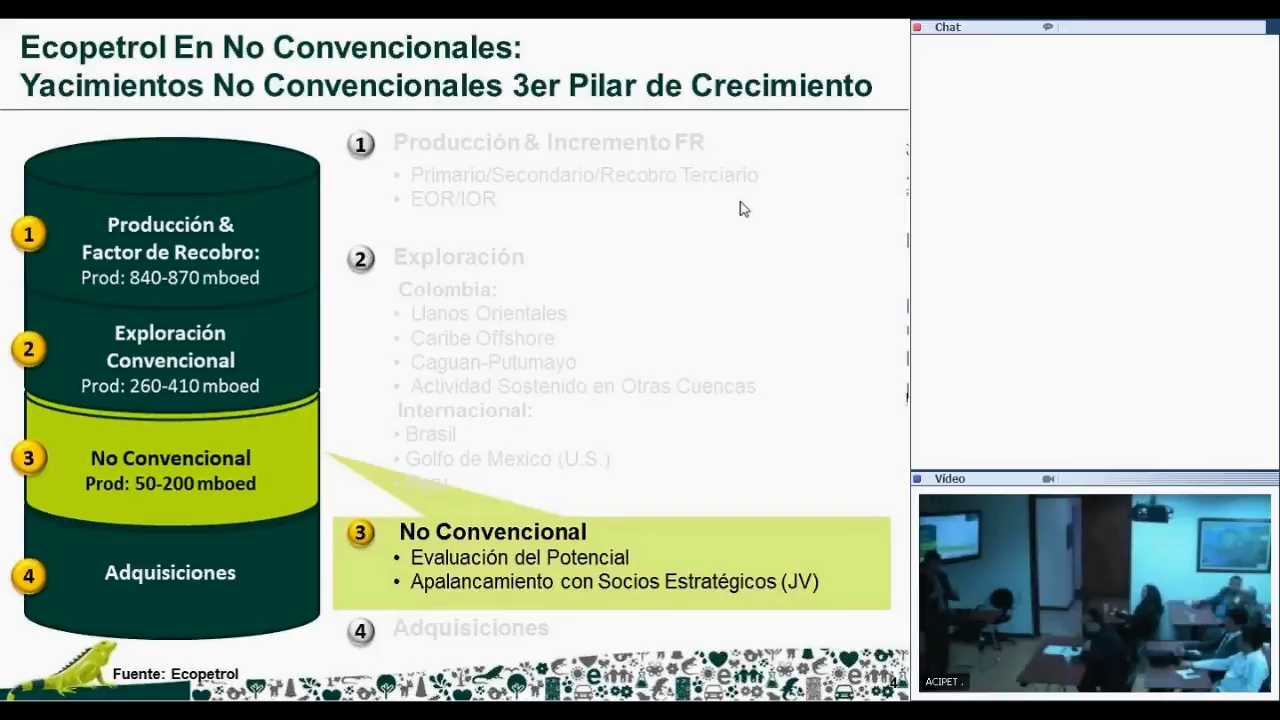 Ecopetrol En No Convencionales:
Yacimientos No Convencionales 3er Pilar de Crecimiento
1
Producción &
Factor de Recobro:
Prod: 840-870 mboed
2
Exploración
Convencional
Prod: 260-410 mboed
3
No Convencional
Prod: 50-200 mboed
4
Adquisiciones
1 Producción & Incremento FR
• Primario/Secondario/Recobro Terciario
• EOR/IOR
2 Exploración
Colombia:
• Llanos Orientales
• Caribe Offshore
• Caguan-Putumayo
• Actividad Sostenido en Otras Cuencas
Internacional:
• Brasil
• Golfo de Mexico (U.S.)
3 No Convencional
• Evaluación del Potencial
• Apalancamiento con Socios Estratégicos (JV)
4 Adquisiciones
Fuente: Ecopetrol
4
Chat
Vídeo
ACIPET .